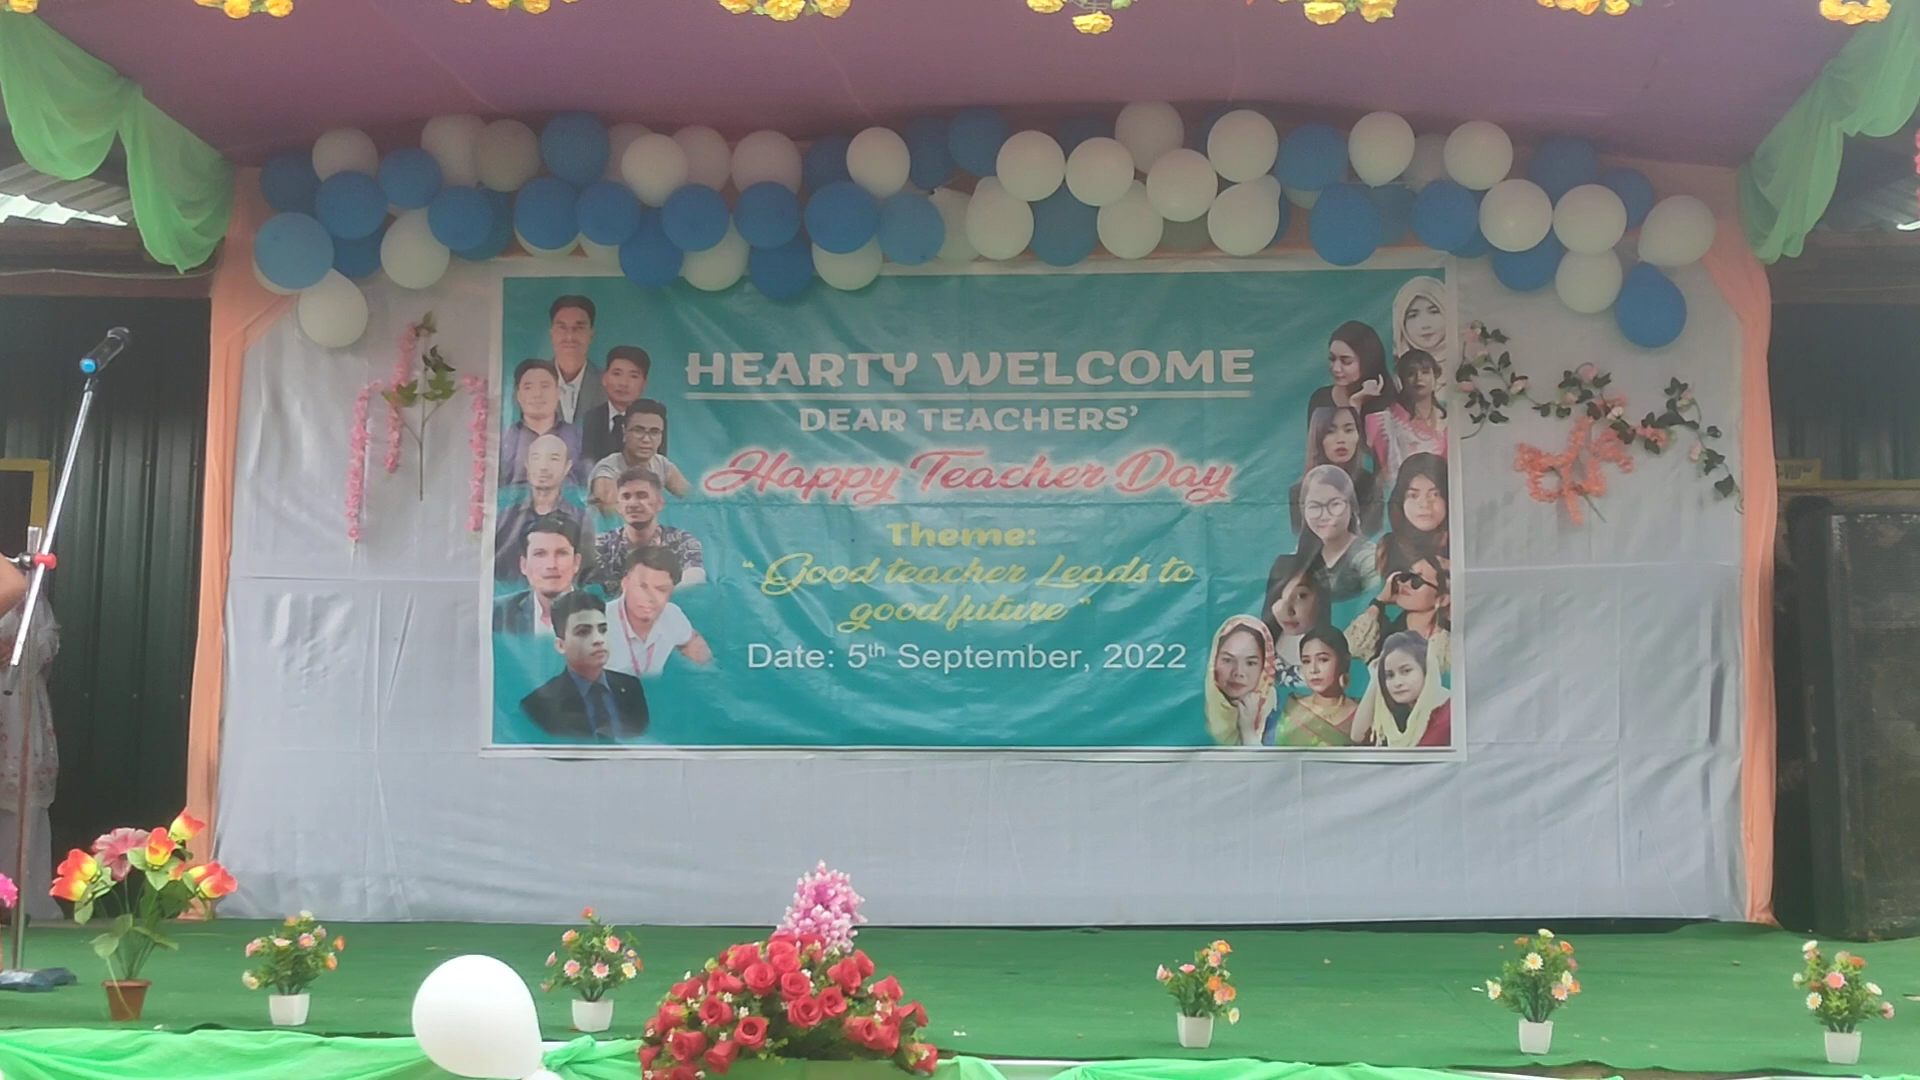 HEARTY WELCOME
DEAR TEACHERS'
Happy Teacher Day
Theme:
" Good teacher Leads to
good future "
Date: 5th September, 2022